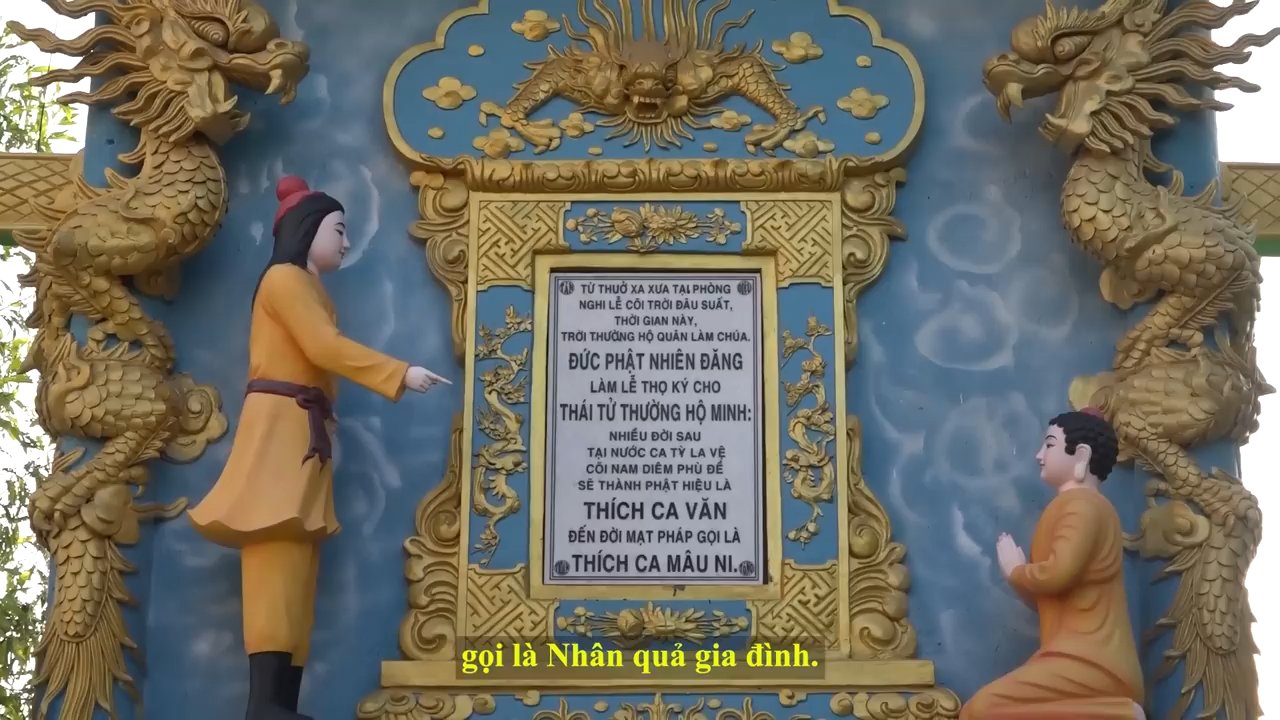 TỪ THUỞ XA XƯA TẠI PHÒNG
NGHI LỄ CÕI TRỜI ĐÂU SUẤT,
THỜI GIAN NÀY,
TRỜI THƯỜNG HỘ QUÂN LÀM CHÚA.
ĐỨC PHẬT NHIÊN ĐĂNG
LÀM LỄ THỌ KÝ CHO
THÁI TỬ THƯỜNG HỘ MINH:
NHIỀU ĐỜI SAU
TẠI NƯỚC CA TỲ LA VỆ
CÕI NAM DIÊM PHÙ ĐỀ
SẼ THÀNH PHẬT HIỆU LÀ
THÍCH CA VĂN
ĐẾN ĐỜI MẠT PHÁP GỌI LÀ
THÍCH CA MÂU NI.
gọi là Nhân quả gia đình.